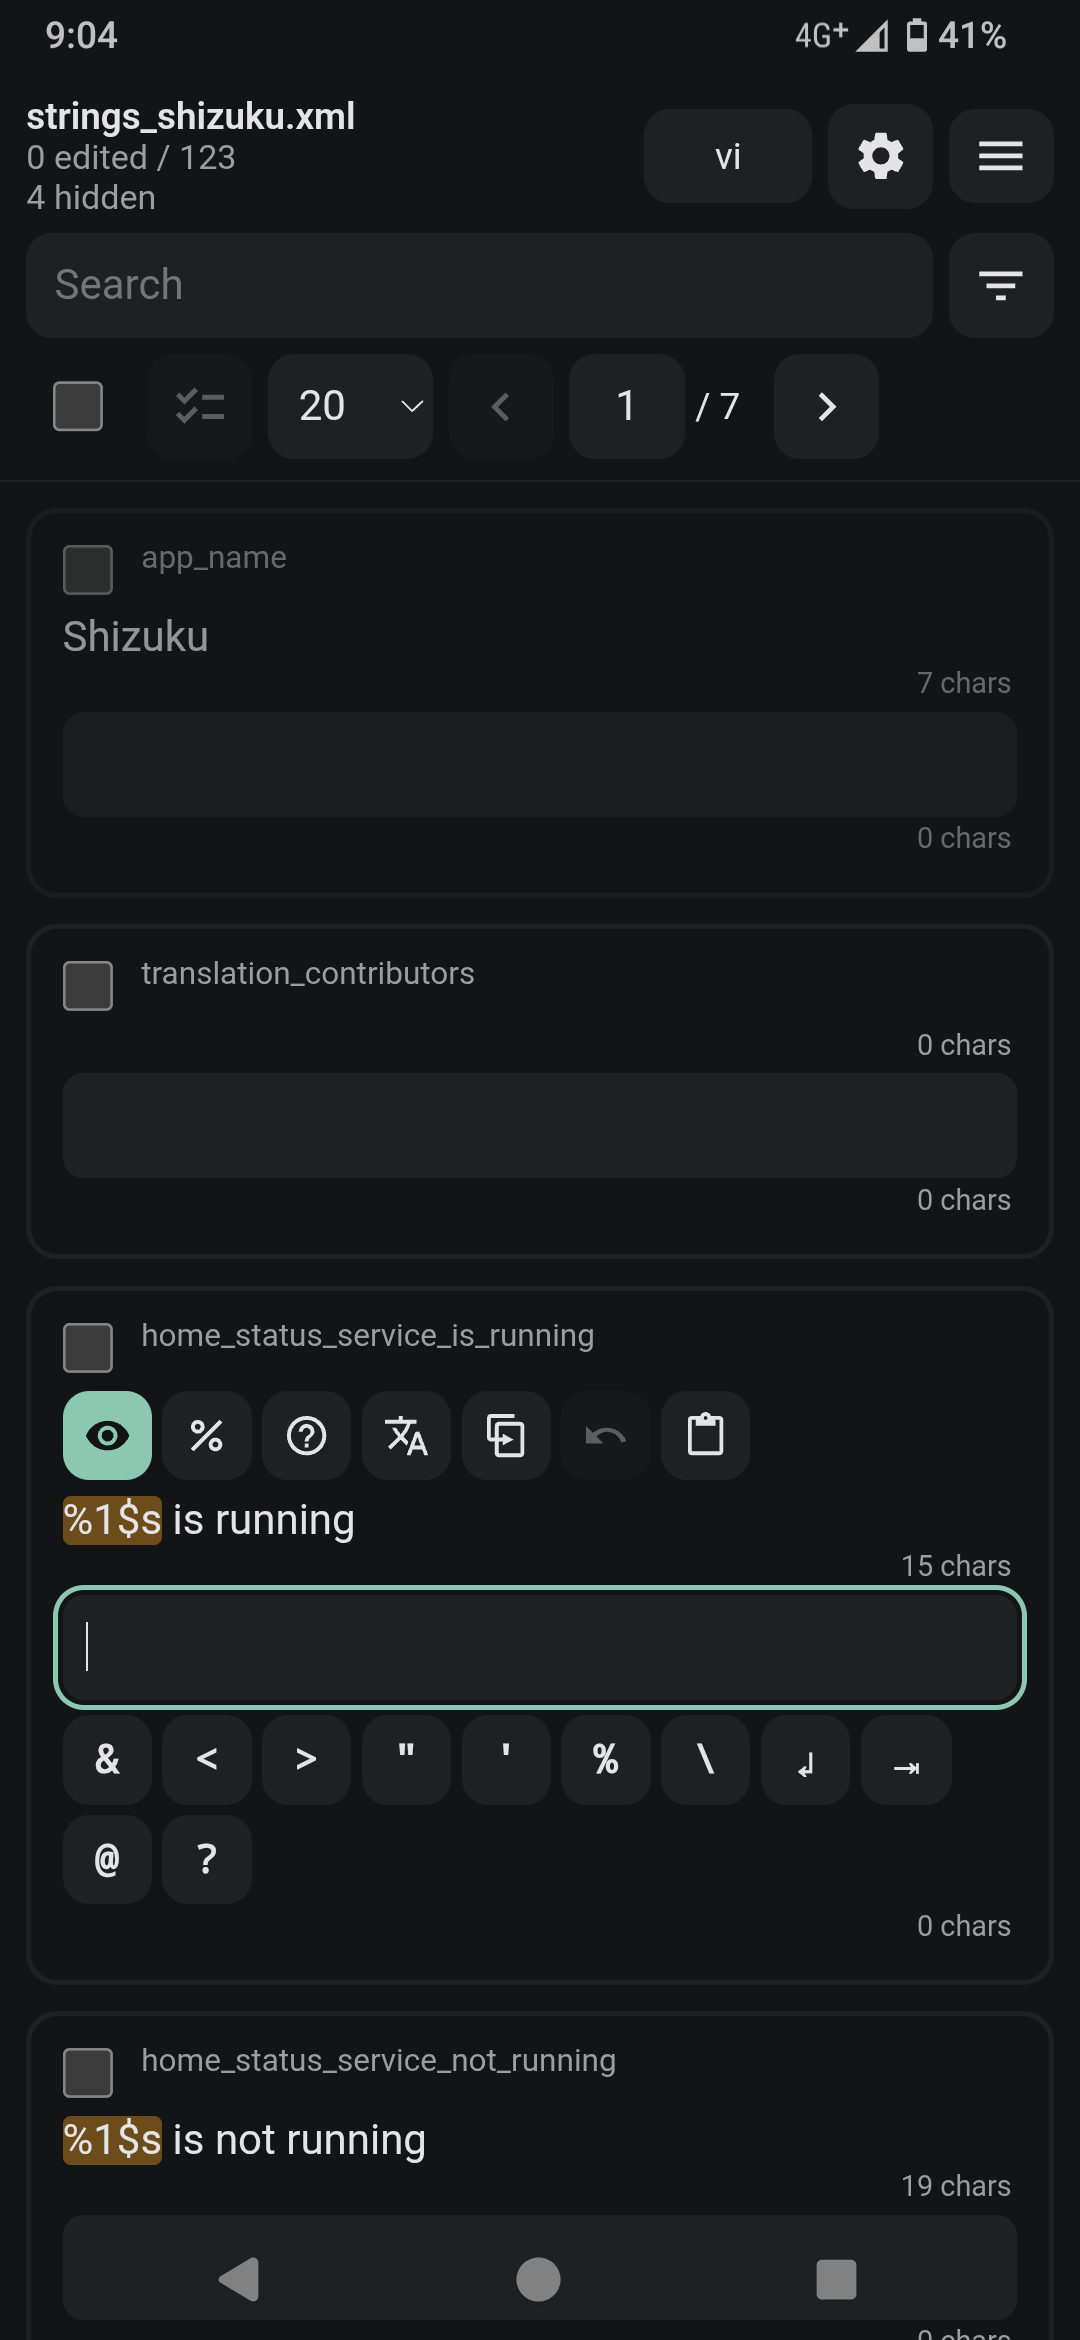 9:04
4G+ 41%
strings_shizuku.xml
0 edited / 123
4 hidden
vi
Search
20
1 / 7
app_name
Shizuku
7 chars
0 chars
translation_contributors
0 chars
0 chars
home_status_service_is_running
%1$s is running
15 chars
& < > " ' % \ ↲ ⇥
@ ?
0 chars
home_status_service_not_running
%1$s is not running
19 chars
0 chars